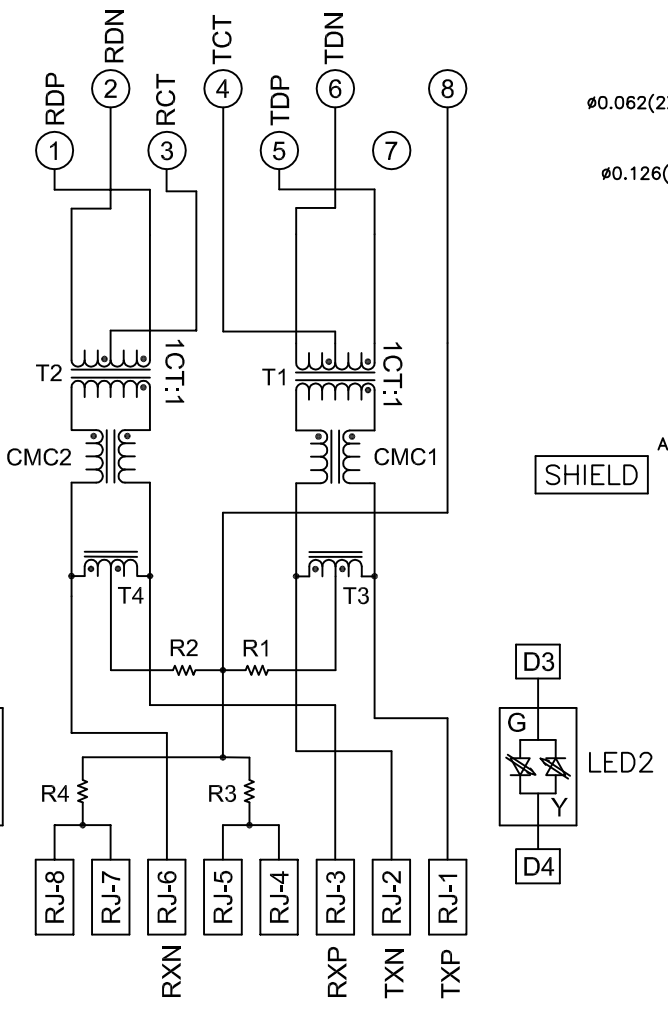 RDN
TCT
TDN
RDP
RCT
TDP
2
4
6
8
1
3
5
7
ø0.062(2
ø0.126(
T2
1CT:1
T1
1CT:1
CMC2
CMC1
A
SHIELD
T4
T3
R2
R1
D3
G
LED2
Y
R4
R3
D4
RJ-8
RJ-7
RJ-6
RJ-5
RJ-4
RJ-3
RJ-2
RJ-1
RXN
RXP
TXN
TXP